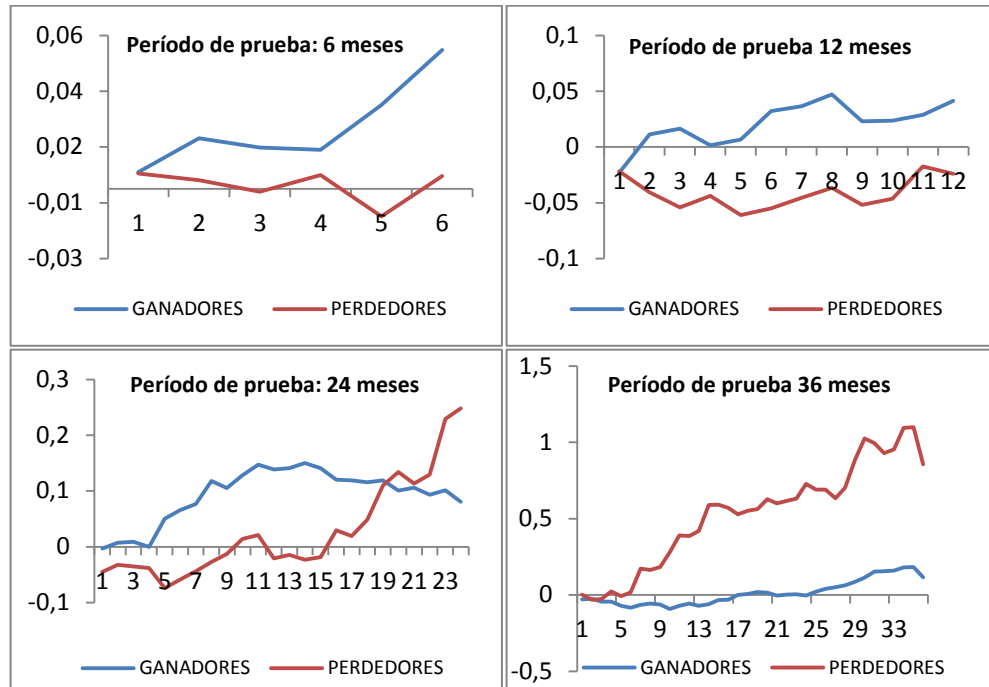 Período de prueba: 6 meses
0,06
0,04
0,02
-0,01
-0,03
1 2 3 4 5 6
GANADORES PERDEDORES
Período de prueba 12 meses
0,1
0,05
0
-0,05
-0,1
1 2 3 4 5 6 7 8 9 10 11 12
GANADORES PERDEDORES
Período de prueba: 24 meses
0,3
0,2
0,1
0
-0,1
1 3 5 7 9 11 13 15 17 19 21 23
GANADORES PERDEDORES
Período de prueba 36 meses
1,5
1
0,5
0
-0,5
1 5 9 13 17 21 25 29 33
GANADORES PERDEDORES